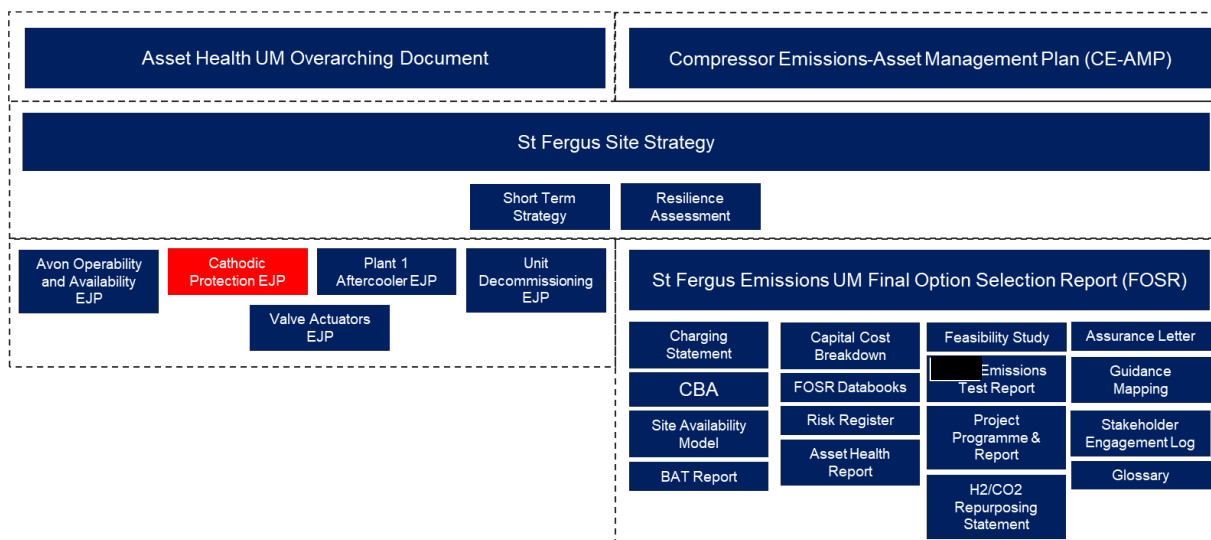 Asset Health UM Overarching Document
Compressor Emissions-Asset Management Plan (CE-AMP)
St Fergus Site Strategy
Short Term
Strategy
Resilience
Assessment
Avon Operability
and Availability
EJP
Cathodic
Protection EJP
Plant 1
Aftercooler EJP
Unit
Decommissioning
EJP
Valve Actuators
EJP
St Fergus Emissions UM Final Option Selection Report (FOSR)
Charging
Statement
CBA
Site Availability
Model
BAT Report
Capital Cost
Breakdown
FOSR Databooks
Risk Register
Asset Health
Report
Feasibility Study
Emissions
Test Report
Project
Programme &
Report
H2/CO2
Repurposing
Statement
Assurance Letter
Guidance
Mapping
Stakeholder
Engagement Log
Glossary